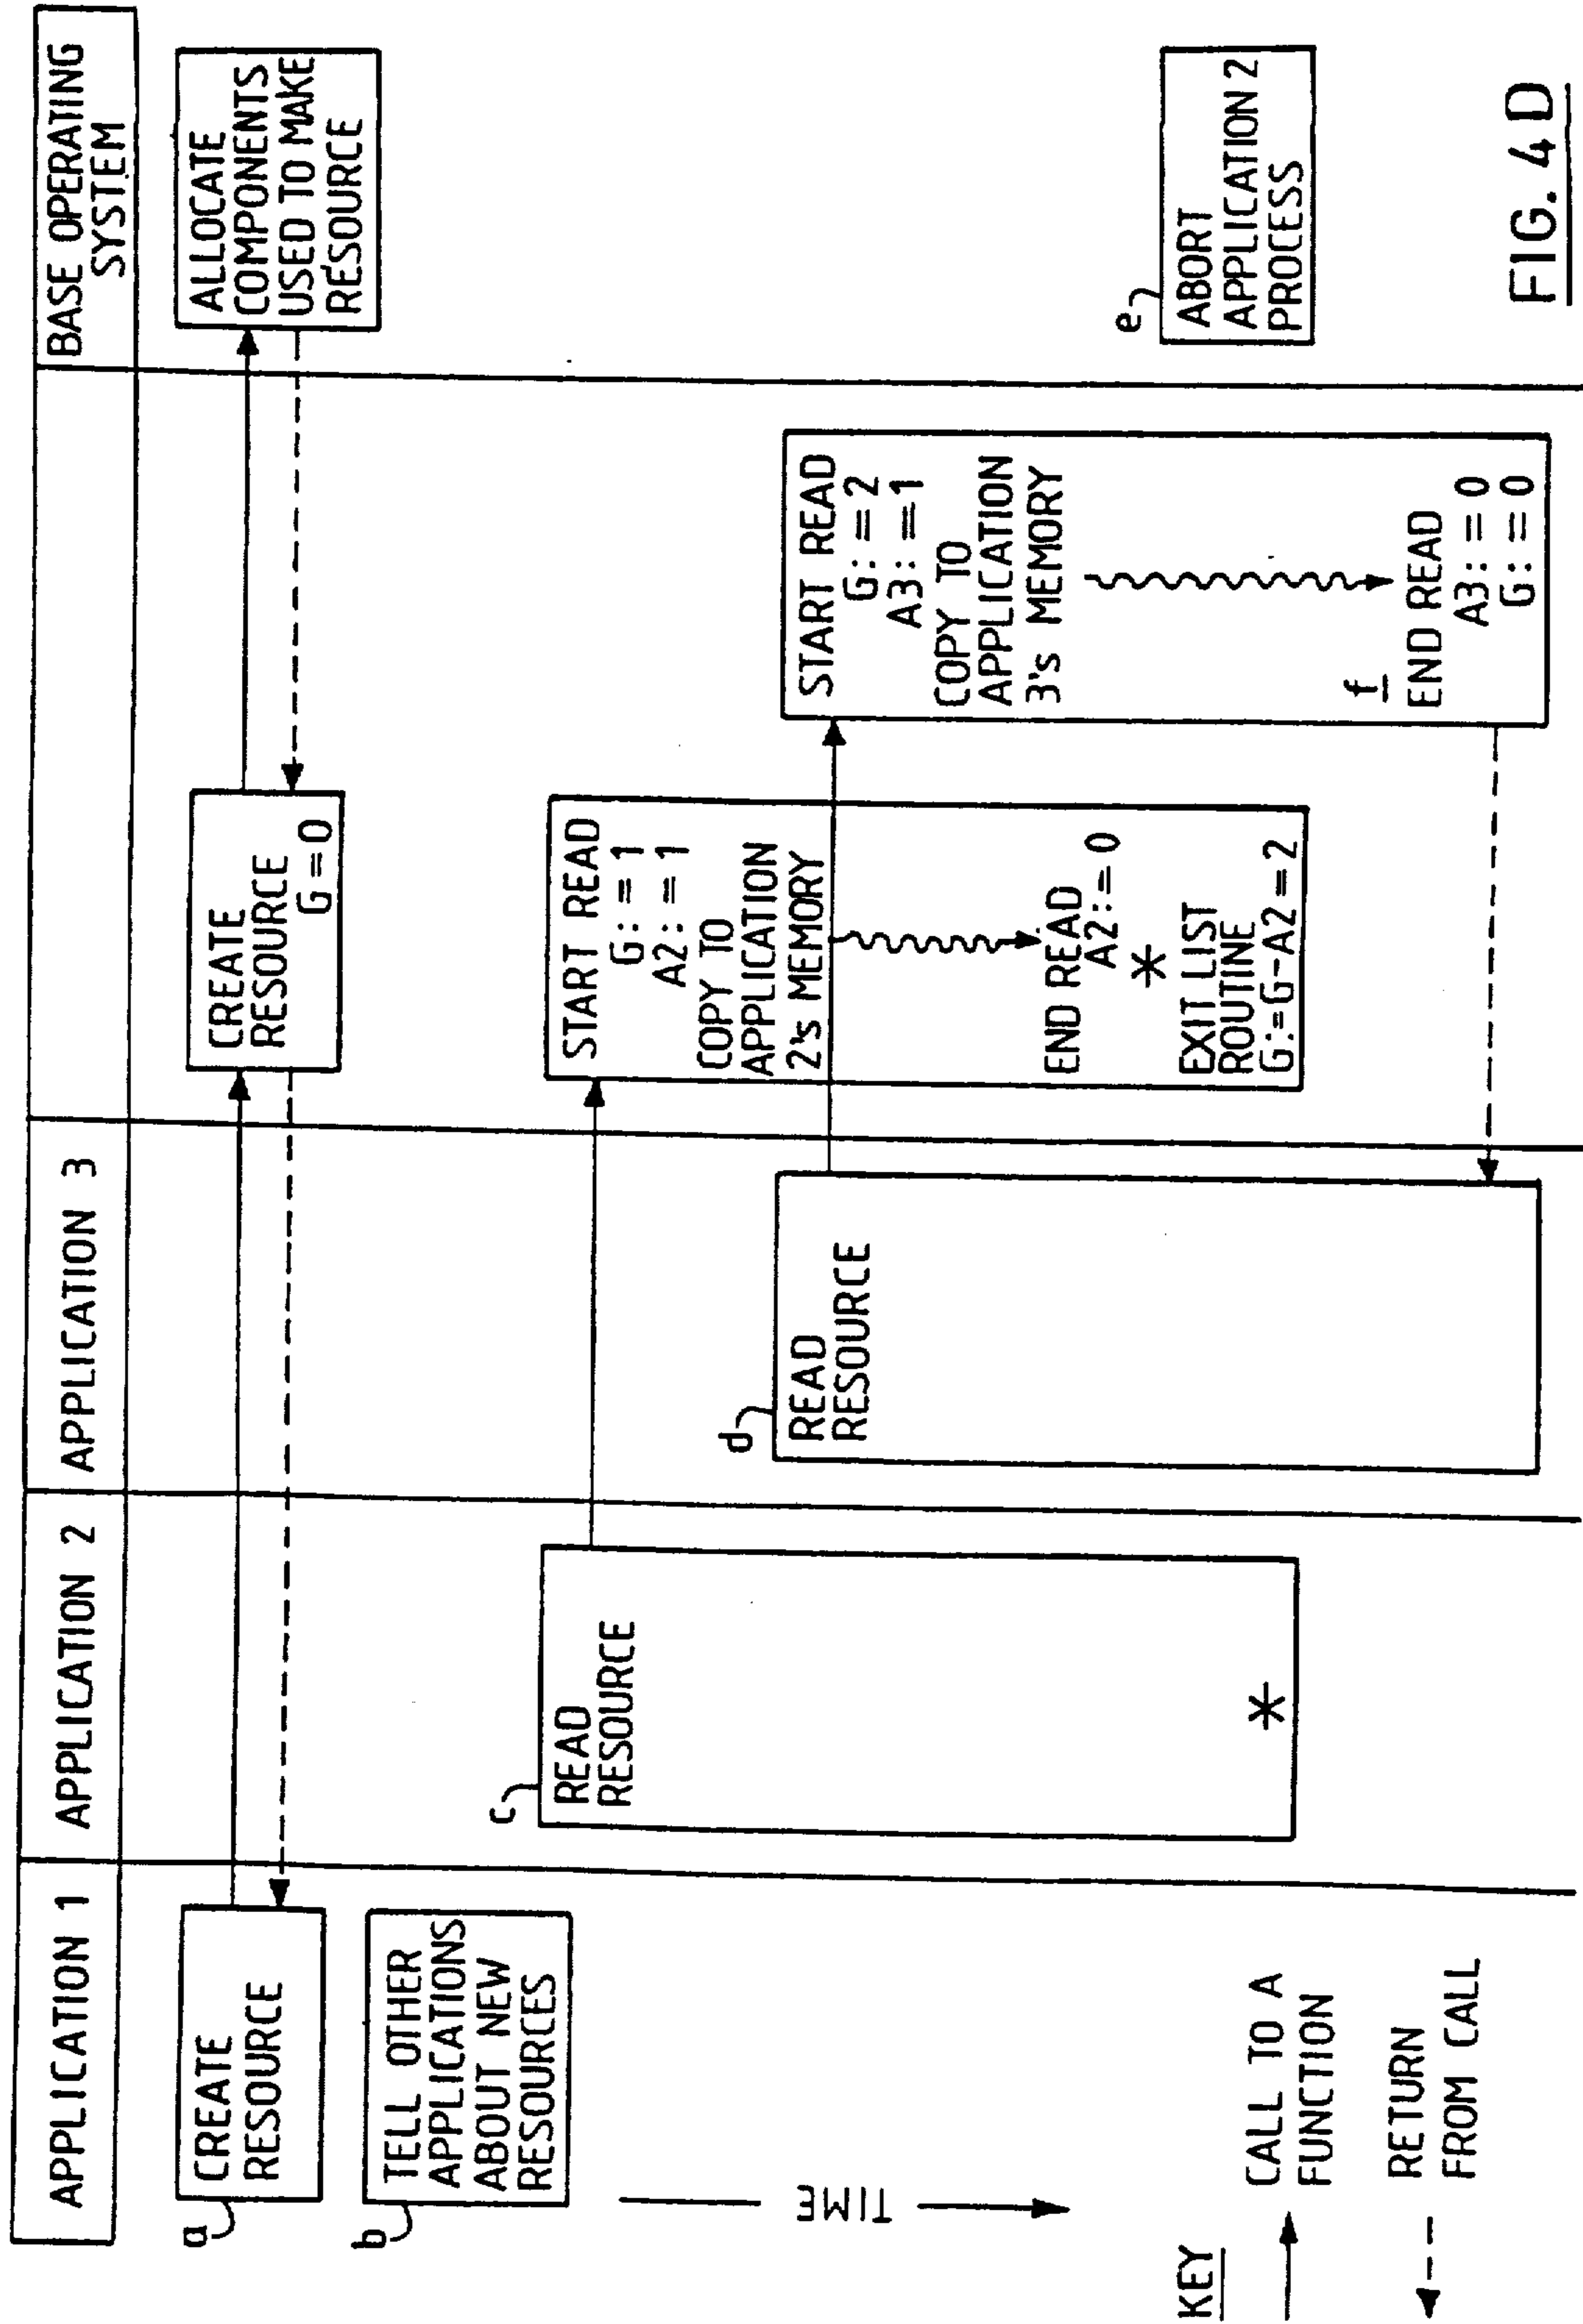 APPLICATION 1
APPLICATION 2
APPLICATION 3
BASE OPERATING
SYSTEM
a
CREATE
RESOURCE
CREATE
RESOURCE
G = 0
ALLOCATE
COMPONENTS
USED TO MAKE
RESOURCE
b
TELL OTHER
APPLICATIONS
ABOUT NEW
RESOURCES
c
READ
RESOURCE
*
START READ
G: = 1
A2: = 1
COPY TO
APPLICATION
2's MEMORY
END READ
A2:= 0
*
EXIT LIST
ROUTINE
G:=G-A2=2
d
READ
RESOURCE
START READ
G: = 2
A3: = 1
COPY TO
APPLICATION
3's MEMORY
f
END READ
A3: = 0
G: = 0
e
ABORT
APPLICATION 2
PROCESS
TIME
KEY
CALL TO A
FUNCTION
RETURN
FROM CALL
FIG. 4D